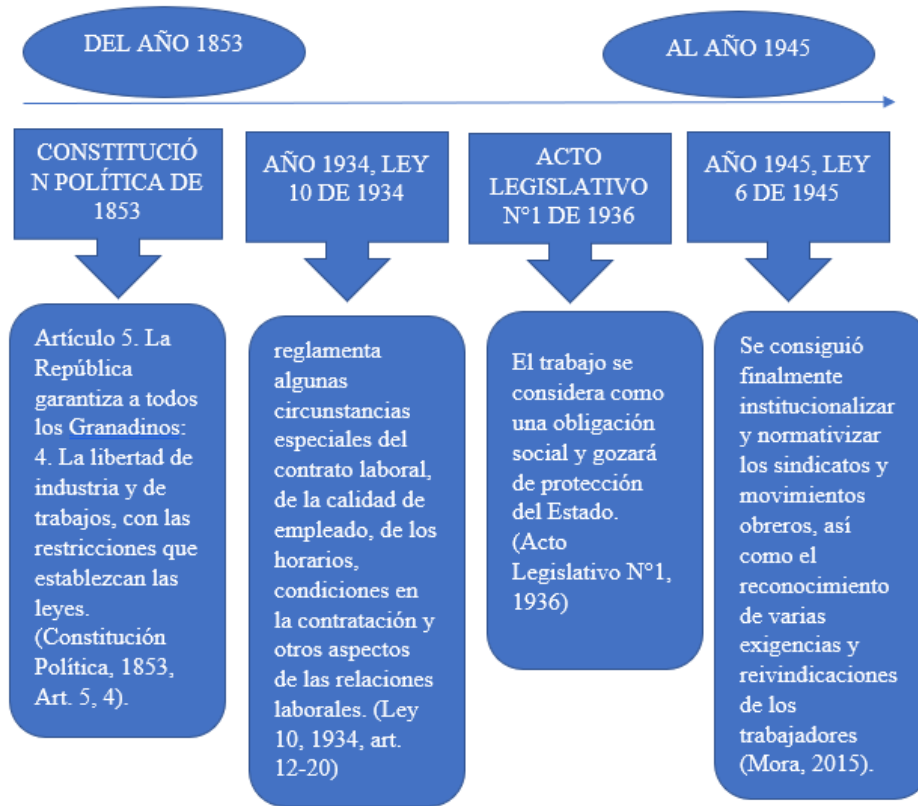 DEL AÑO 1853
AL AÑO 1945
CONSTITUCIÓ
N POLÍTICA DE
1853
Artículo 5. La
República
garantiza a todos
los Granadinos:
4. La libertad de
industria y de
trabajos, con las
restricciones que
establezcan las
leyes.
(Constitución
Política, 1853,
Art. 5, 4).
AÑO 1934, LEY
10 DE 1934
reglamenta
algunas
circunstancias
especiales del
contrato laboral,
de la calidad de
empleado, de los
horarios,
condiciones en
la contratación y
otros aspectos
de las relaciones
laborales. (Ley
10, 1934, art.
12-20)
ACTO
LEGISLATIVO
N°1 DE 1936
El trabajo se
considera como
una obligación
social y gozará
de protección
del Estado.
(Acto
Legislativo N°1,
1936)
AÑO 1945, LEY
6 DE 1945
Se consiguió
finalmente
institucionalizar
y normativizar
los sindicatos y
movimientos
obreros, así
como el
reconocimiento
de varias
exigencias y
reivindicaciones
de los
trabajadores
(Mora, 2015).